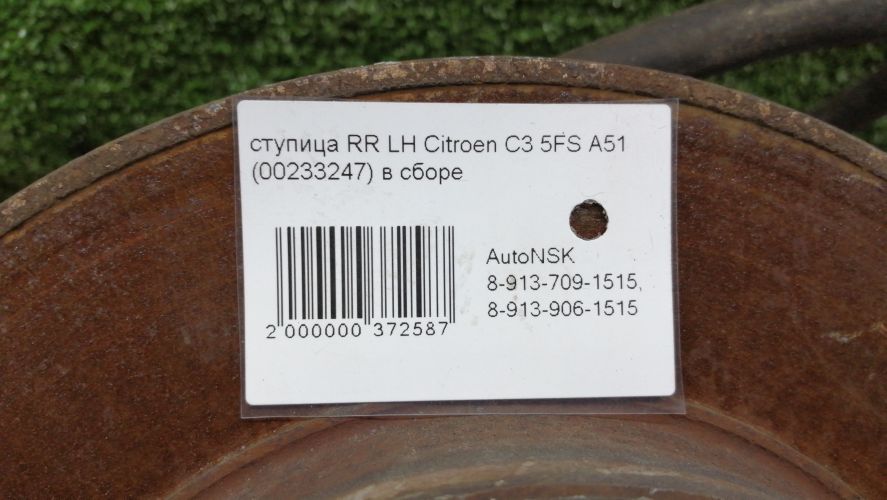 ступица RR LH Citroen C3 5FS A51
(00233247) в сборе
AutoNSK
8-913-709-1515,
8-913-906-1515
2 000000 372587